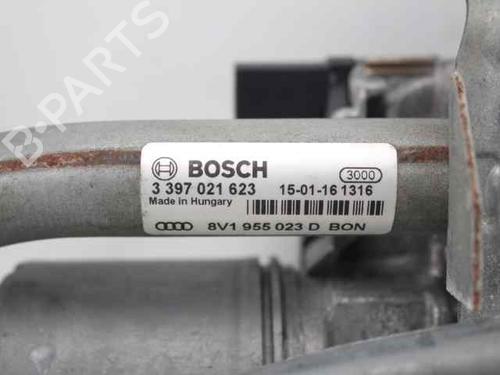 B-PARTS
BOSCH 3000
3 397 021 623 15-01-16 1316
Made in Hungary
8V1 955 023 D BON